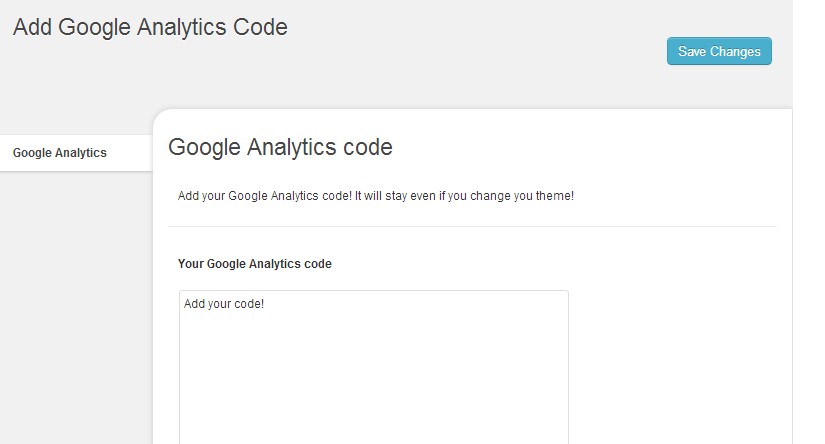 Add Google Analytics Code
Save Changes
Google Analytics
Google Analytics code
Add your Google Analytics code! It will stay even if you change you theme!
Your Google Analytics code
Add your code!